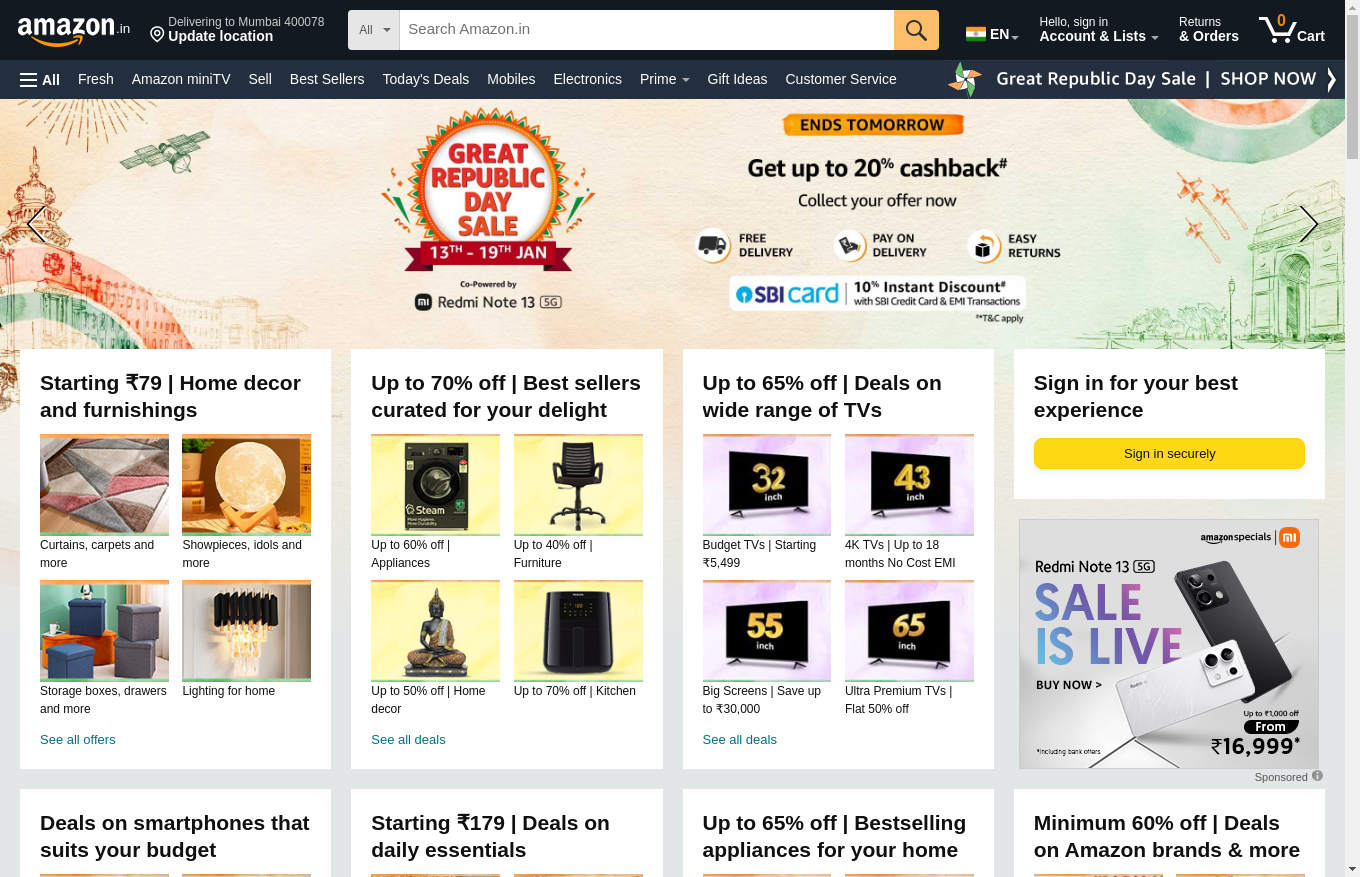 amazon.in
Delivering to Mumbai 400078
Update location
All
Search Amazon.in
EN
Hello, sign in
Account & Lists
Returns
& Orders
0
Cart
All
Fresh
Amazon miniTV
Sell
Best Sellers
Today's Deals
Mobiles
Electronics
Prime
Gift Ideas
Customer Service
Great Republic Day Sale | SHOP NOW
GREAT
REPUBLIC
DAY
SALE
13TH - 19TH JAN
Co-Powered by
mi Redmi Note 13 5G
ENDS TOMORROW
Get up to 20% cashback#
Collect your offer now
FREE
DELIVERY
PAY ON
DELIVERY
EASY
RETURNS
SBI card
10% Instant Discount#
with SBI Credit Card & EMI Transactions
#*T&C apply
Starting ₹79 | Home decor
and furnishings
Curtains, carpets and
more
Showpieces, idols and
more
Storage boxes, drawers
and more
Lighting for home
See all offers
Up to 70% off | Best sellers
curated for your delight
Steam
Up to 60% off |
Appliances
Up to 40% off |
Furniture
Up to 50% off | Home
decor
Up to 70% off | Kitchen
See all deals
Up to 65% off | Deals on
wide range of TVs
32
inch
43
inch
Budget TVs | Starting
₹5,499
4K TVs | Up to 18
months No Cost EMI
55
inch
65
inch
Big Screens | Save up
to ₹30,000
Ultra Premium TVs |
Flat 50% off
See all deals
Sign in for your best
experience
Sign in securely
amazonspecials | mi
Redmi Note 13 5G
SALE
IS LIVE
BUY NOW >
Up to ₹1,000 off
From
₹16,999*
*Including bank offers
Sponsored
Deals on smartphones that
suits your budget
Starting ₹179 | Deals on
daily essentials
Up to 65% off | Bestselling
appliances for your home
Minimum 60% off | Deals
on Amazon brands & more